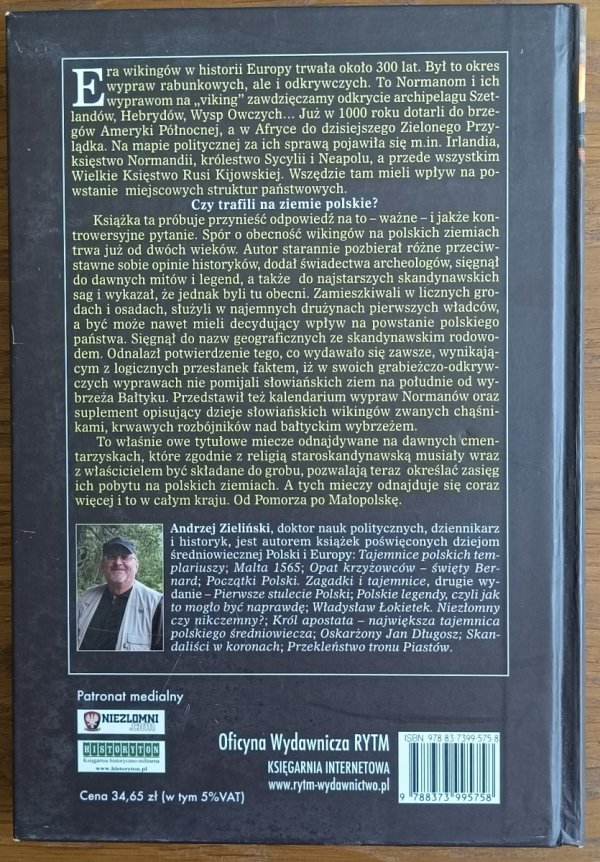 Era wikingów w historii Europy trwała około 300 lat. Był to okres
wypraw rabunkowych, ale i odkrywczych. To Normanom i ich
wyprawom na „viking” zawdzięczamy odkrycie archipelagu Szet-
landów, Hebrydów, Wysp Owczych... Już w 1000 roku dotarli do brze-
gów Ameryki Północnej, a w Afryce do dzisiejszego Zielonego Przy-
lądka. Na mapie politycznej za ich sprawą pojawiła się m.in. Irlandia,
księstwo Normandii, królestwo Sycylii i Neapolu, a przede wszystkim
Wielkie Księstwo Rusi Kijowskiej. Wszędzie tam mieli wpływ na po-
wstanie miejscowych struktur państwowych.
Czy trafili na ziemie polskie?
Książka ta próbuje przynieść odpowiedź na to – ważne – i jakże kon-
trowersyjne pytanie. Spór o obecność wikingów na polskich ziemiach
trwa już od dwóch wieków. Autor starannie pozbierał różne przeciw-
stawne sobie opinie historyków, dodał świadectwa archeologów, sięgnął
do dawnych mitów i legend, a także do najstarszych skandynawskich
sag i wykazał, że jednak byli tu obecni. Zamieszkiwali w licznych gro-
dach i osadach, służyli w najemnych drużynach pierwszych władców,
a być może nawet mieli decydujący wpływ na powstanie polskiego
państwa. Sięgnął do nazw geograficznych ze skandynawskim rodowo-
dem. Odnalazł potwierdzenie tego, co wydawało się zawsze, wynikają-
cym z logicznych przesłanek faktem, iż w swoich grabieżczo-odkryw-
czych wyprawach nie pomijali słowiańskich ziem na południe od wy-
brzeża Bałtyku. Przedstawił też kalendarium wypraw Normanów oraz
suplement opisujący dzieje słowiańskich wikingów zwanych chąśni-
kami, krwawych rozbójników nad bałtyckim wybrzeżem.
To właśnie owe tytułowe miecze odnajdywane na dawnych cmen-
tarzyskach, które zgodnie z religią staroskandynawską musiały wraz
z właścicielem być składane do grobu, pozwalają teraz określać zasięg
ich pobytu na polskich ziemiach. A tych mieczy odnajduje się coraz
więcej i to w całym kraju. Od Pomorza po Małopolskę.
Andrzej Zieliński, doktor nauk politycznych, dziennikarz
i historyk, jest autorem książek poświęconych dziejom
średniowiecznej Polski i Europy: Tajemnice polskich tem-
plariuszy; Malta 1565; Opat krzyżowców – święty Ber-
nard; Początki Polski. Zagadki i tajemnice, drugie wy-
danie – Pierwsze stulecie Polski; Polskie legendy, czyli jak
to mogło być naprawdę; Władysław Łokietek. Niezłomny
czy nikczemny?; Król apostata – największa tajemnica
polskiego średniowiecza; Oskarżony Jan Długosz; Skan-
daliści w koronach; Przekleństwo tronu Piastów.
Patronat medialny
NIEZŁOMNI
.com
HISTORYTON
Księgarnia historyczno-militarna
www.historyton.pl
Cena 34,65 zł (w tym 5%VAT)
Oficyna Wydawnicza RYTM
KSIĘGARNIA INTERNETOWA
www.rytm-wydawnictwo.pl
ISBN 978 83 7399 575 8
9 788373 995758